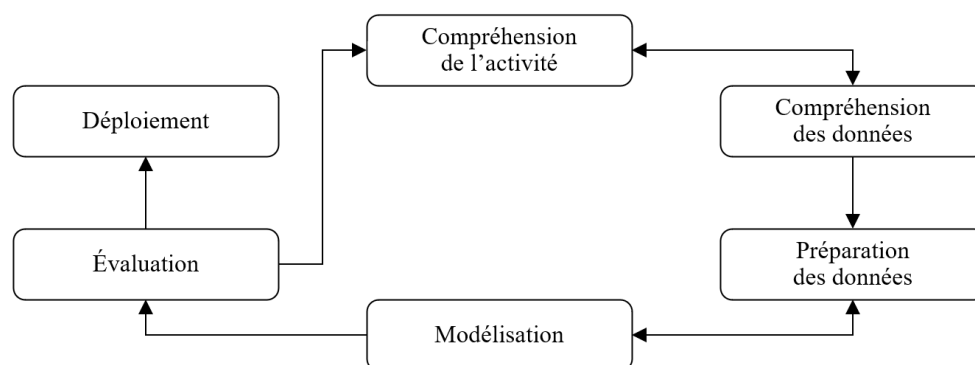 Compréhension
de l’activité
Déploiement
Compréhension
des données
Évaluation
Préparation
des données
Modélisation